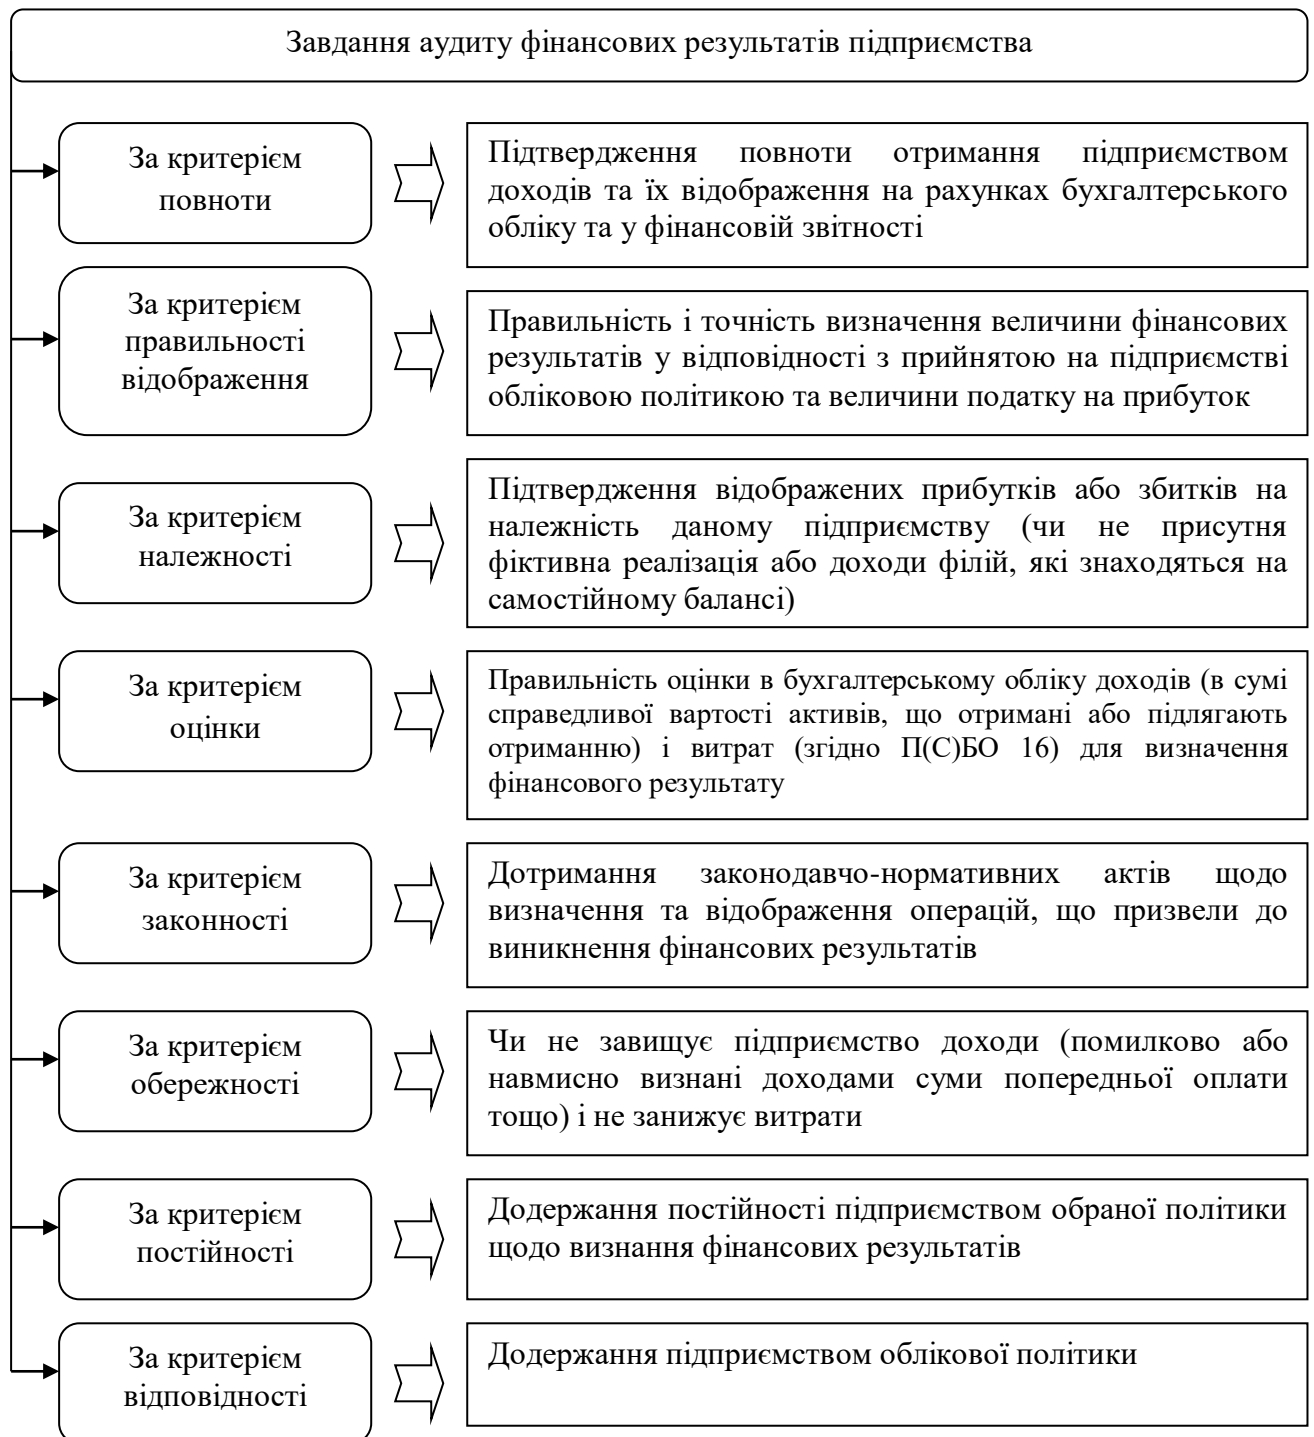 Завдання аудиту фінансових результатів підприємства
За критерієм
повноти
Підтвердження повноти отримання підприємством
доходів та їх відображення на рахунках бухгалтерського
обліку та у фінансовій звітності
За критерієм
правильності
відображення
Правильність і точність визначення величини фінансових
результатів у відповідності з прийнятою на підприємстві
обліковою політикою та величини податку на прибуток
За критерієм
належності
Підтвердження відображених прибутків або збитків на
належність даному підприємству (чи не присутня
фіктивна реалізація або доходи філій, які знаходяться на
самостійному балансі)
За критерієм
оцінки
Правильність оцінки в бухгалтерському обліку доходів (в сумі
справедливої вартості активів, що отримані або підлягають
отриманню) і витрат (згідно П(С)БО 16) для визначення
фінансового результату
За критерієм
законності
Дотримання законодавчо-нормативних актів щодо
визначення та відображення операцій, що призвели до
виникнення фінансових результатів
За критерієм
обережності
Чи не завищує підприємство доходи (помилково або
навмисно визнані доходами суми попередньої оплати
тощо) і не занижує витрати
За критерієм
постійності
Додержання постійності підприємством обраної політики
щодо визнання фінансових результатів
За критерієм
відповідності
Додержання підприємством облікової політики